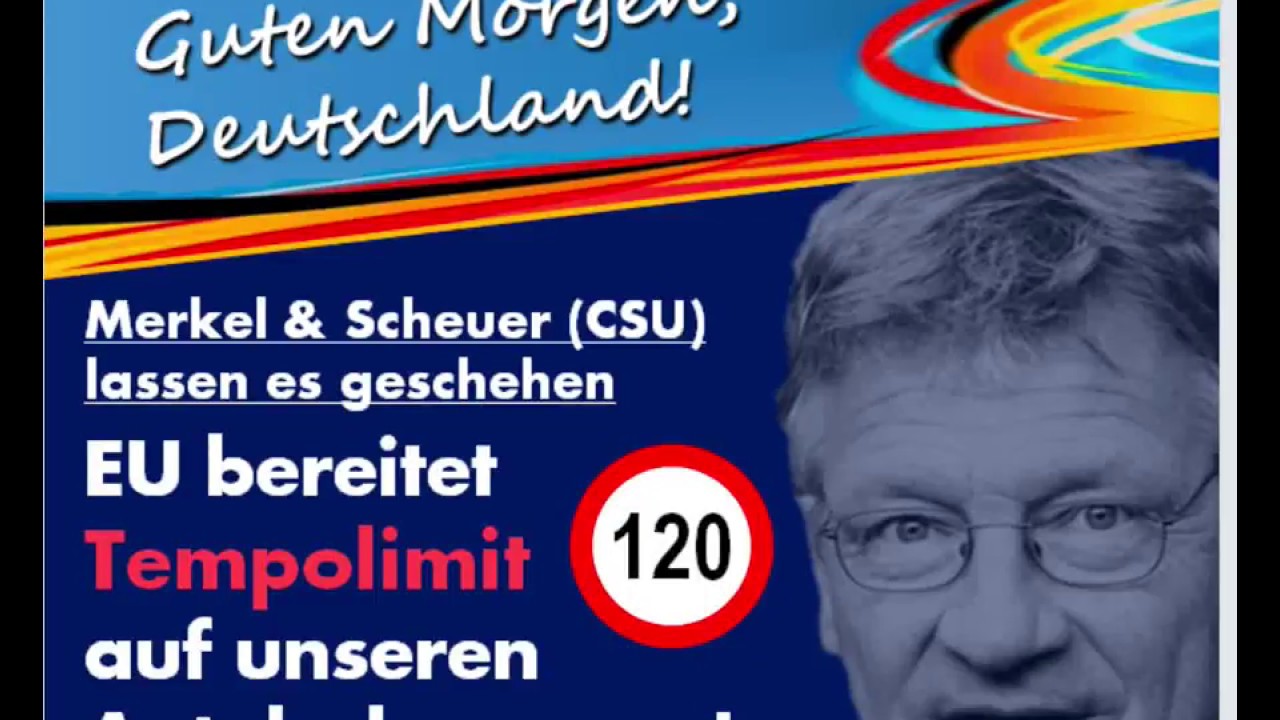 Guten Morgen,
Deutschland!
Merkel & Scheuer (CSU)
lassen es geschehen
EU bereitet
Tempolimit
120
auf unseren